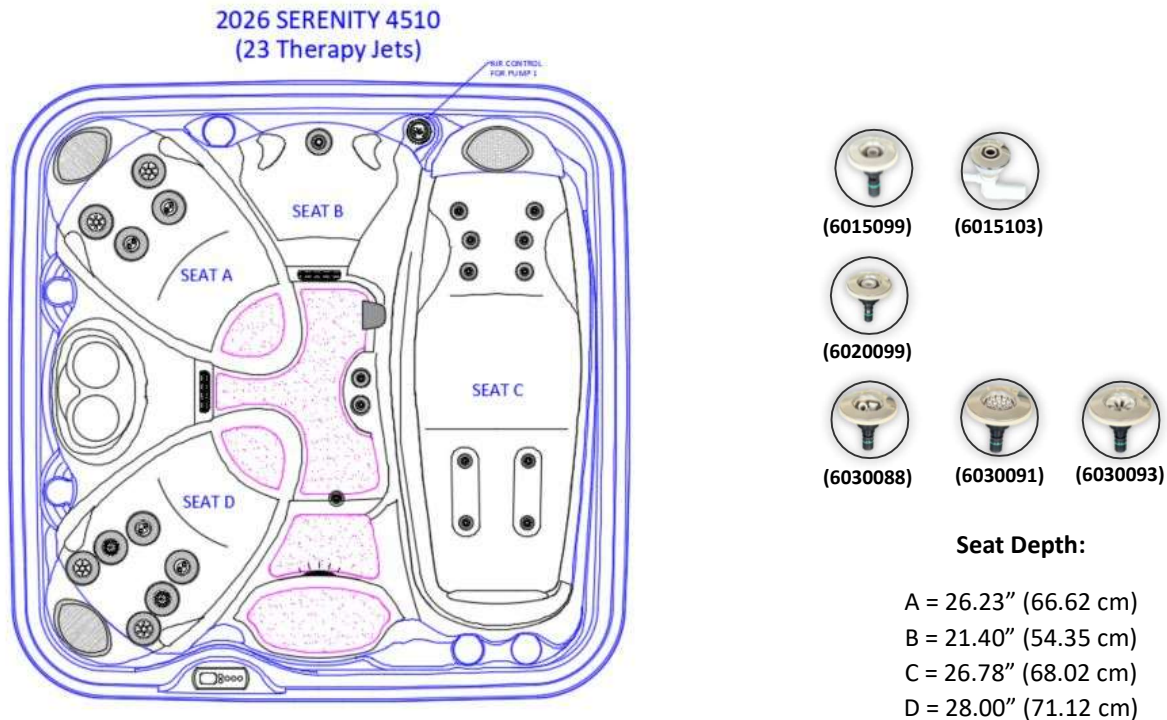 2026 SERENITY 4510
(23 Therapy Jets)
AIR CONTROL
FOR PUMP 1
SEAT B
SEAT A
SEAT C
SEAT D
(6015099)
(6015103)
(6020099)
(6030088)
(6030091)
(6030093)
Seat Depth:
A = 26.23” (66.62 cm)
B = 21.40” (54.35 cm)
C = 26.78” (68.02 cm)
D = 28.00” (71.12 cm)